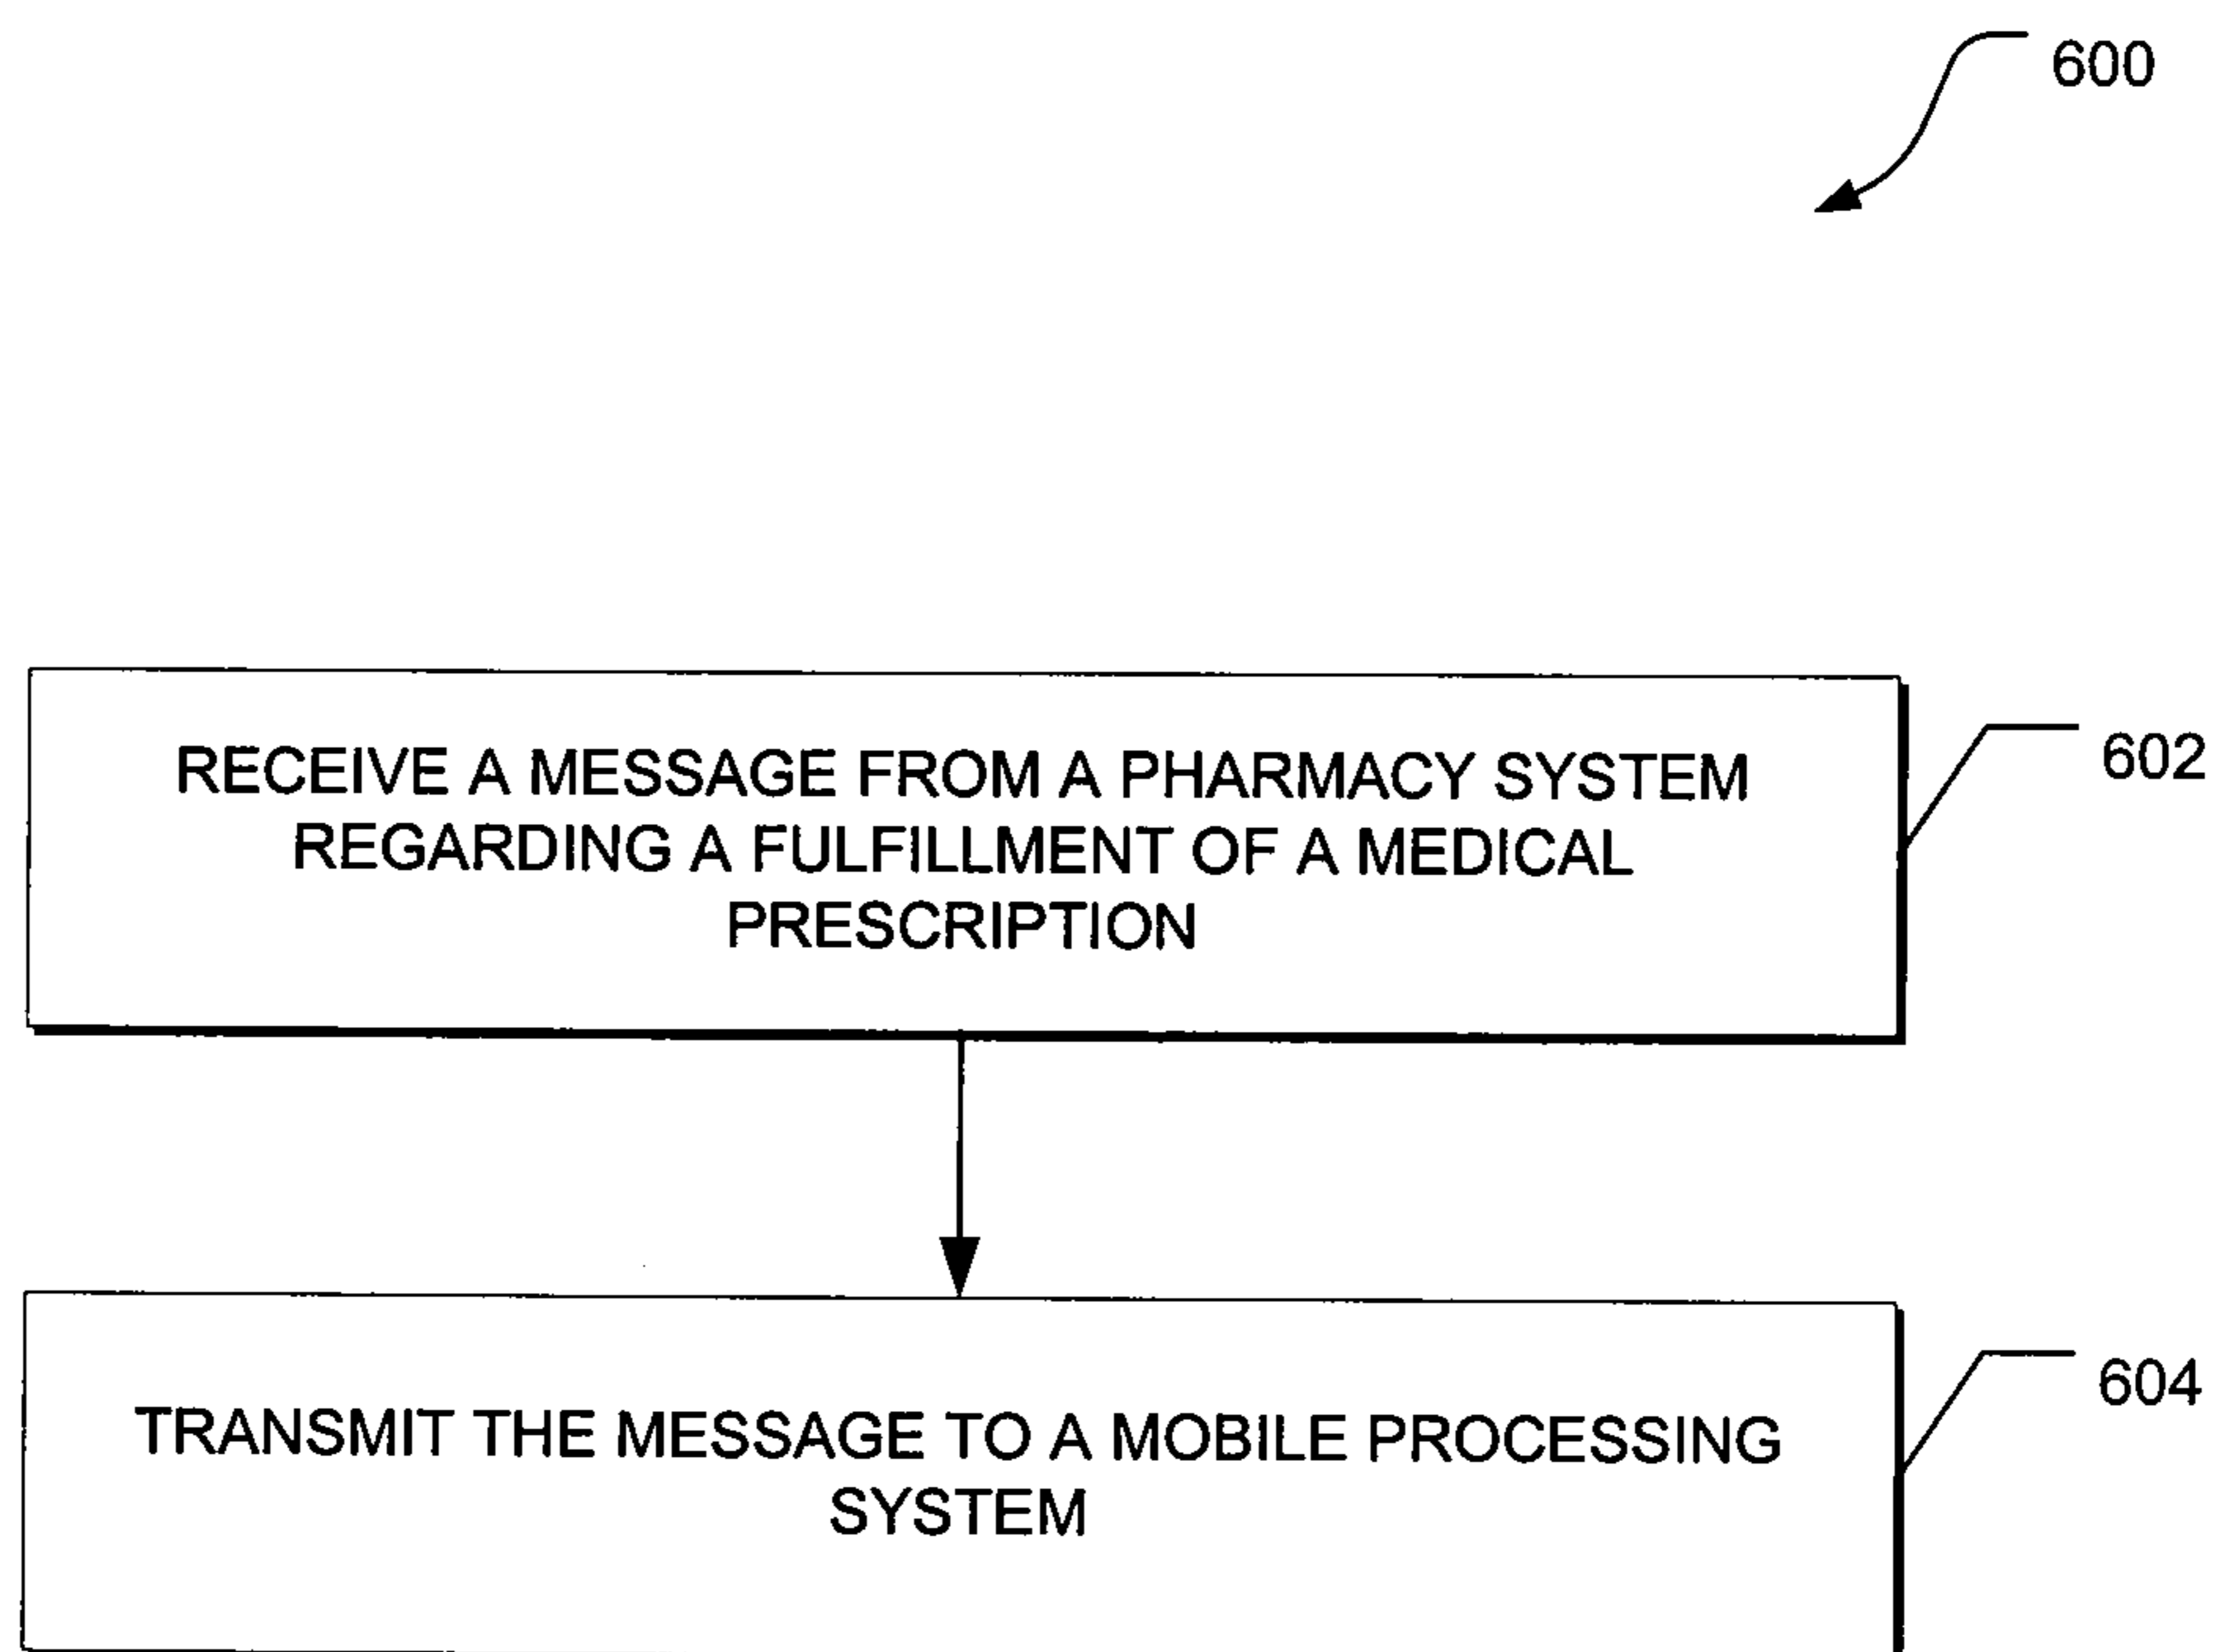 600
RECEIVE A MESSAGE FROM A PHARMACY SYSTEM
REGARDING A FULFILLMENT OF A MEDICAL
PRESCRIPTION
602
TRANSMIT THE MESSAGE TO A MOBILE PROCESSING
SYSTEM
604